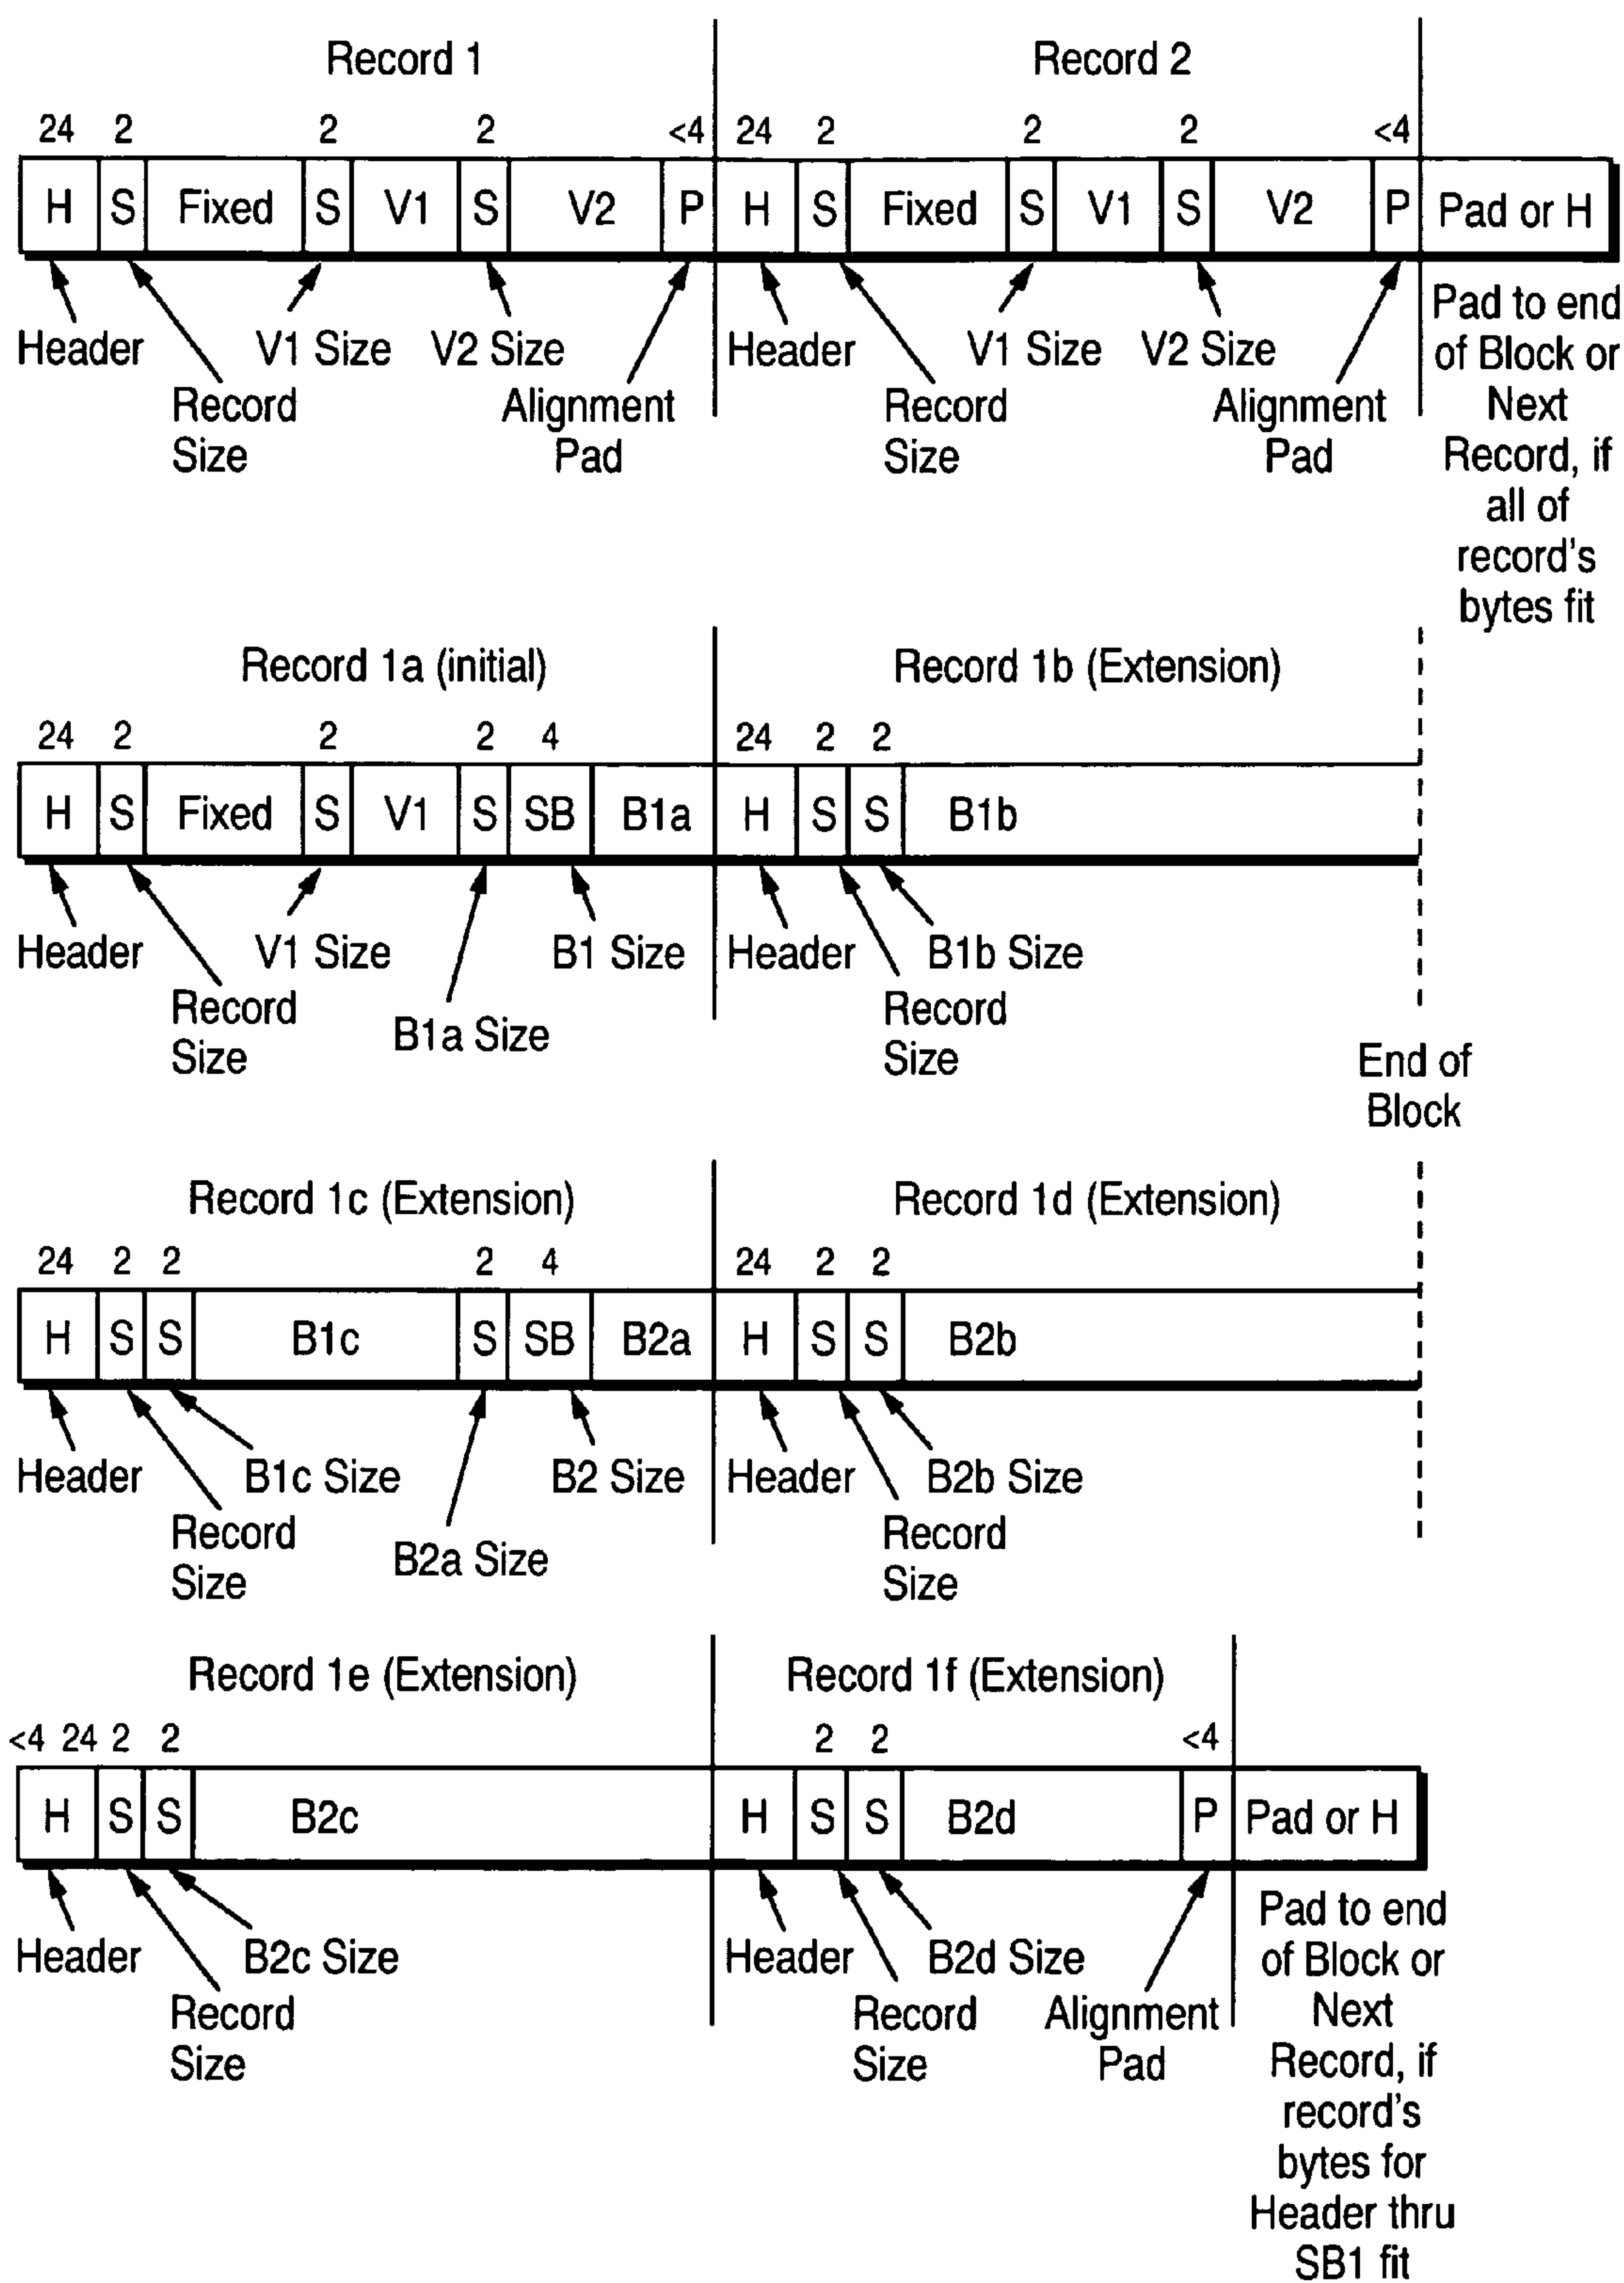 Record 1 Record 2
24 2 2 2 <4 24 2 2 2 <4
H S Fixed S V1 S V2 P H S Fixed S V1 S V2 P Pad or H
Header V1 Size V2 Size Header V1 Size V2 Size
Record Size
Alignment Pad
Record Size
Alignment Pad
Pad to end
of Block or
Next
Record, if
all of
record's
bytes fit
Record 1a (initial) Record 1b (Extension)
24 2 2 2 4 24 2 2
H S Fixed S V1 S SB B1a H S S B1b
Header V1 Size B1 Size Header B1b Size
Record
Size
B1a Size
Record
Size
End of
Block
Record 1c (Extension) Record 1d (Extension)
24 2 2 2 4 24 2 2
H S S B1c S SB B2a H S S B2b
Header B1c Size B2 Size Header B2b Size
Record
Size
B2a Size
Record
Size
Record 1e (Extension) Record 1f (Extension)
<4 24 2 2 2 2 <4
H S S B2c H S S B2d P Pad or H
Header B2c Size Header B2d Size
Record
Size
Record
Size
Alignment
Pad
Pad to end
of Block or
Next
Record, if
record's
bytes for
Header thru
SB1 fit